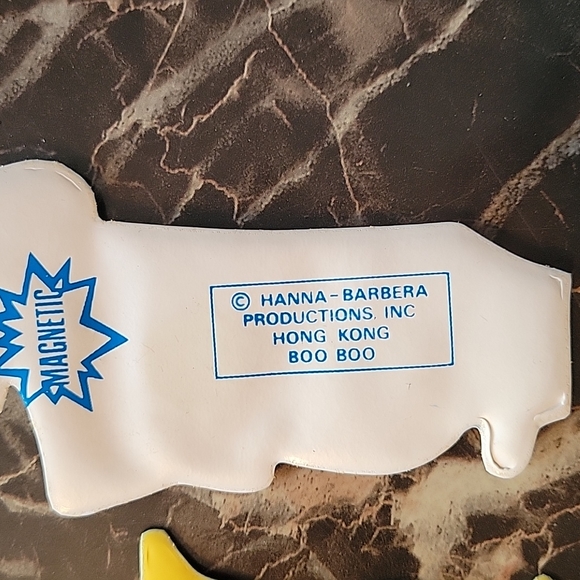 MAGNETIC
© HANNA-BARBERA
PRODUCTIONS, INC
HONG KONG
BOO BOO